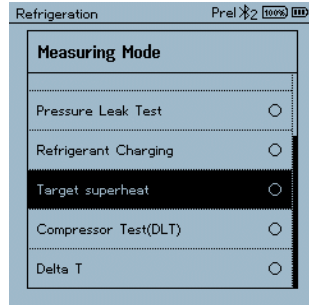 Refrigeration Prel 2 100%
Measuring Mode
Pressure Leak Test
Refrigerant Charging
Target superheat
Compressor Test(DLT)
Delta T